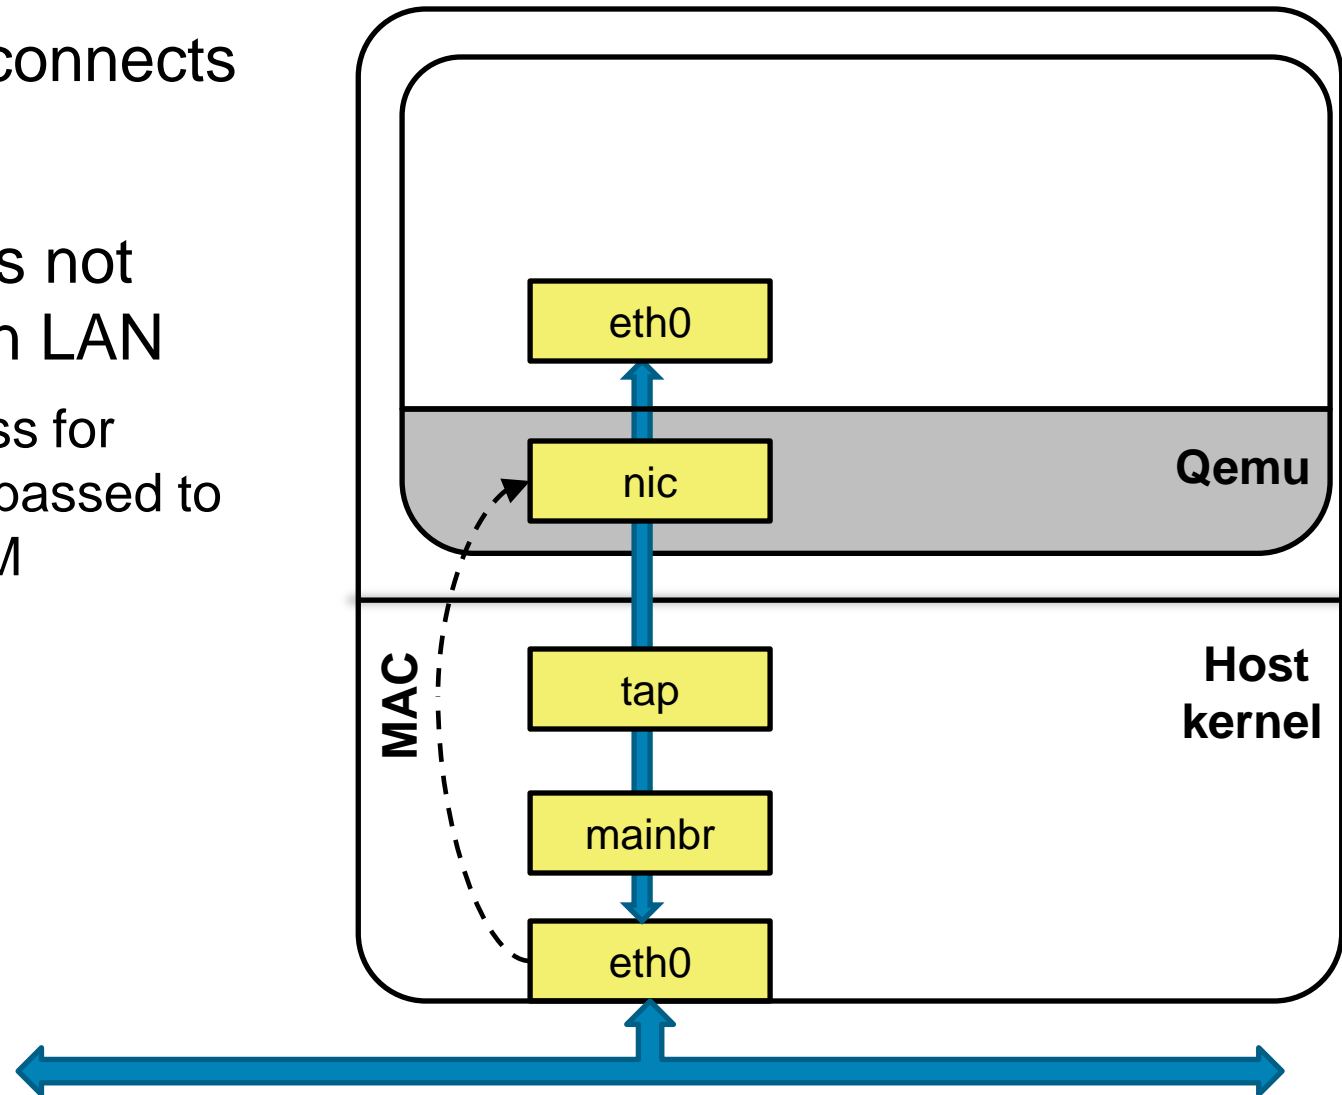 connects
s not
n LAN
ss for
passed to
M
eth0
nic
Qemu
MAC
tap
Host
kernel
mainbr
eth0